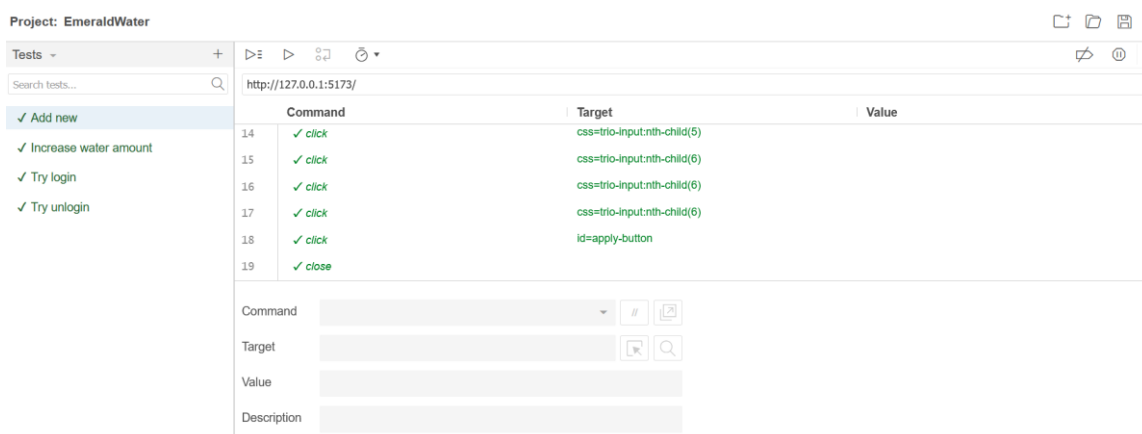 Project: EmeraldWater
Tests
Search tests...
✓ Add new
✓ Increase water amount
✓ Try login
✓ Try unlogin
http://127.0.0.1:5173/
Command Target Value
14 ✓ click css=trio-input:nth-child(5)
15 ✓ click css=trio-input:nth-child(6)
16 ✓ click css=trio-input:nth-child(6)
17 ✓ click css=trio-input:nth-child(6)
18 ✓ click id=apply-button
19 ✓ close
Command //
Target
Value
Description